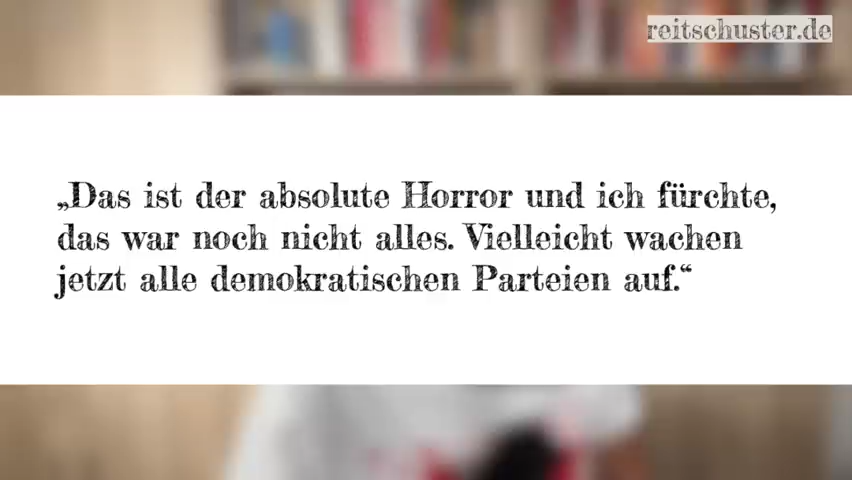 reitschuster.de
„Das ist der absolute Horror und ich fürchte,
das war noch nicht alles. Vielleicht wachen
jetzt alle demokratischen Parteien auf.“